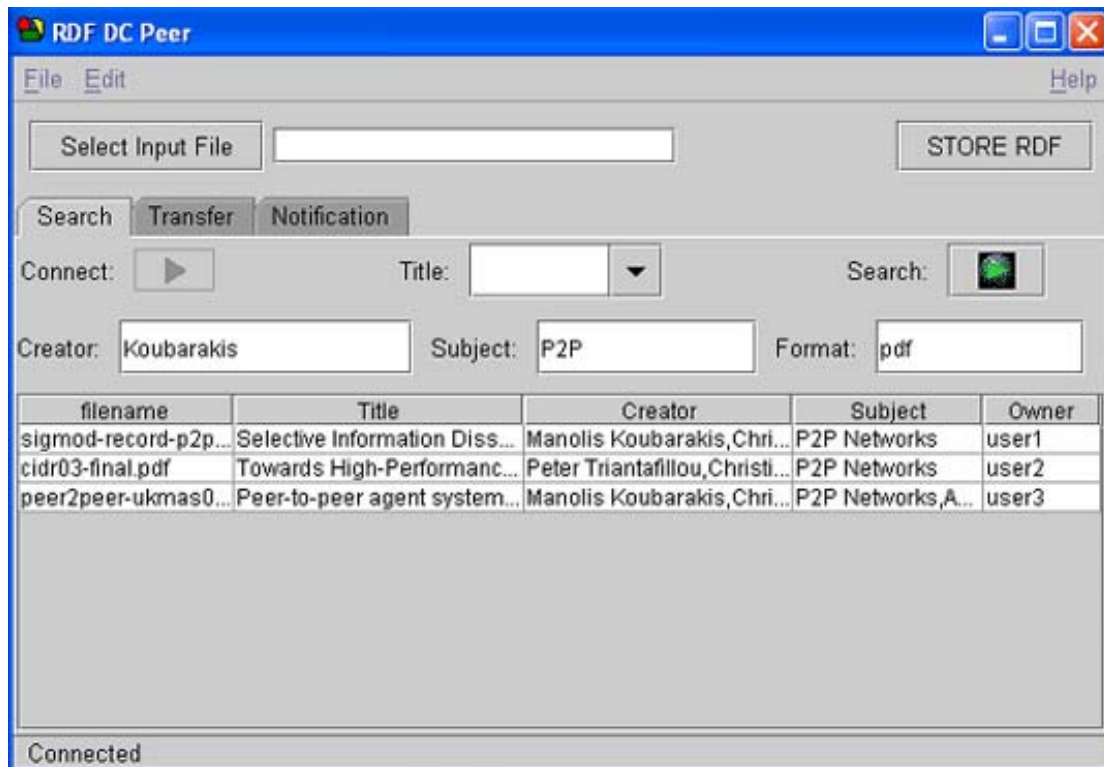 RDF DC Peer
File Edit Help
Select Input File STORE RDF
Search Transfer Notification
Connect: Title: Search:
Creator: Koubarakis Subject: P2P Format: pdf
filename Title Creator Subject Owner
sigmod-record-p2p... Selective Information Diss... Manolis Koubarakis,Chri... P2P Networks user1
cidr03-final.pdf Towards High-Performanc... Peter Triantafillou,Christi... P2P Networks user2
peer2peer-ukmas0... Peer-to-peer agent system... Manolis Koubarakis,Chri... P2P Networks,A... user3
Connected